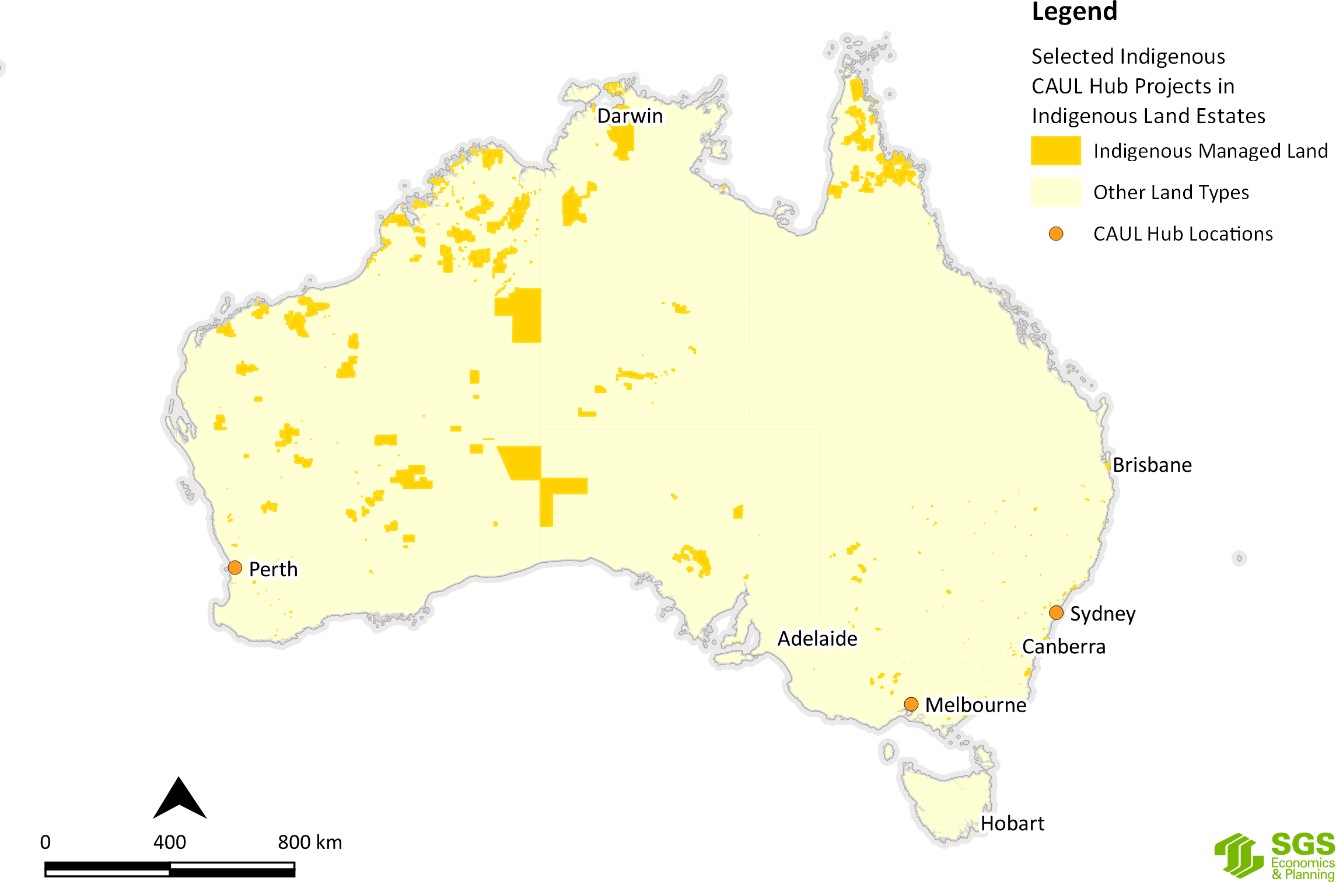 Legend
Selected Indigenous
CAUL Hub Projects in
Indigenous Land Estates
Indigenous Managed Land
Other Land Types
CAUL Hub Locations
Darwin
Brisbane
Perth
Sydney
Adelaide
Canberra
Melbourne
Hobart
0 400 800 km
SGS
Economics
& Planning